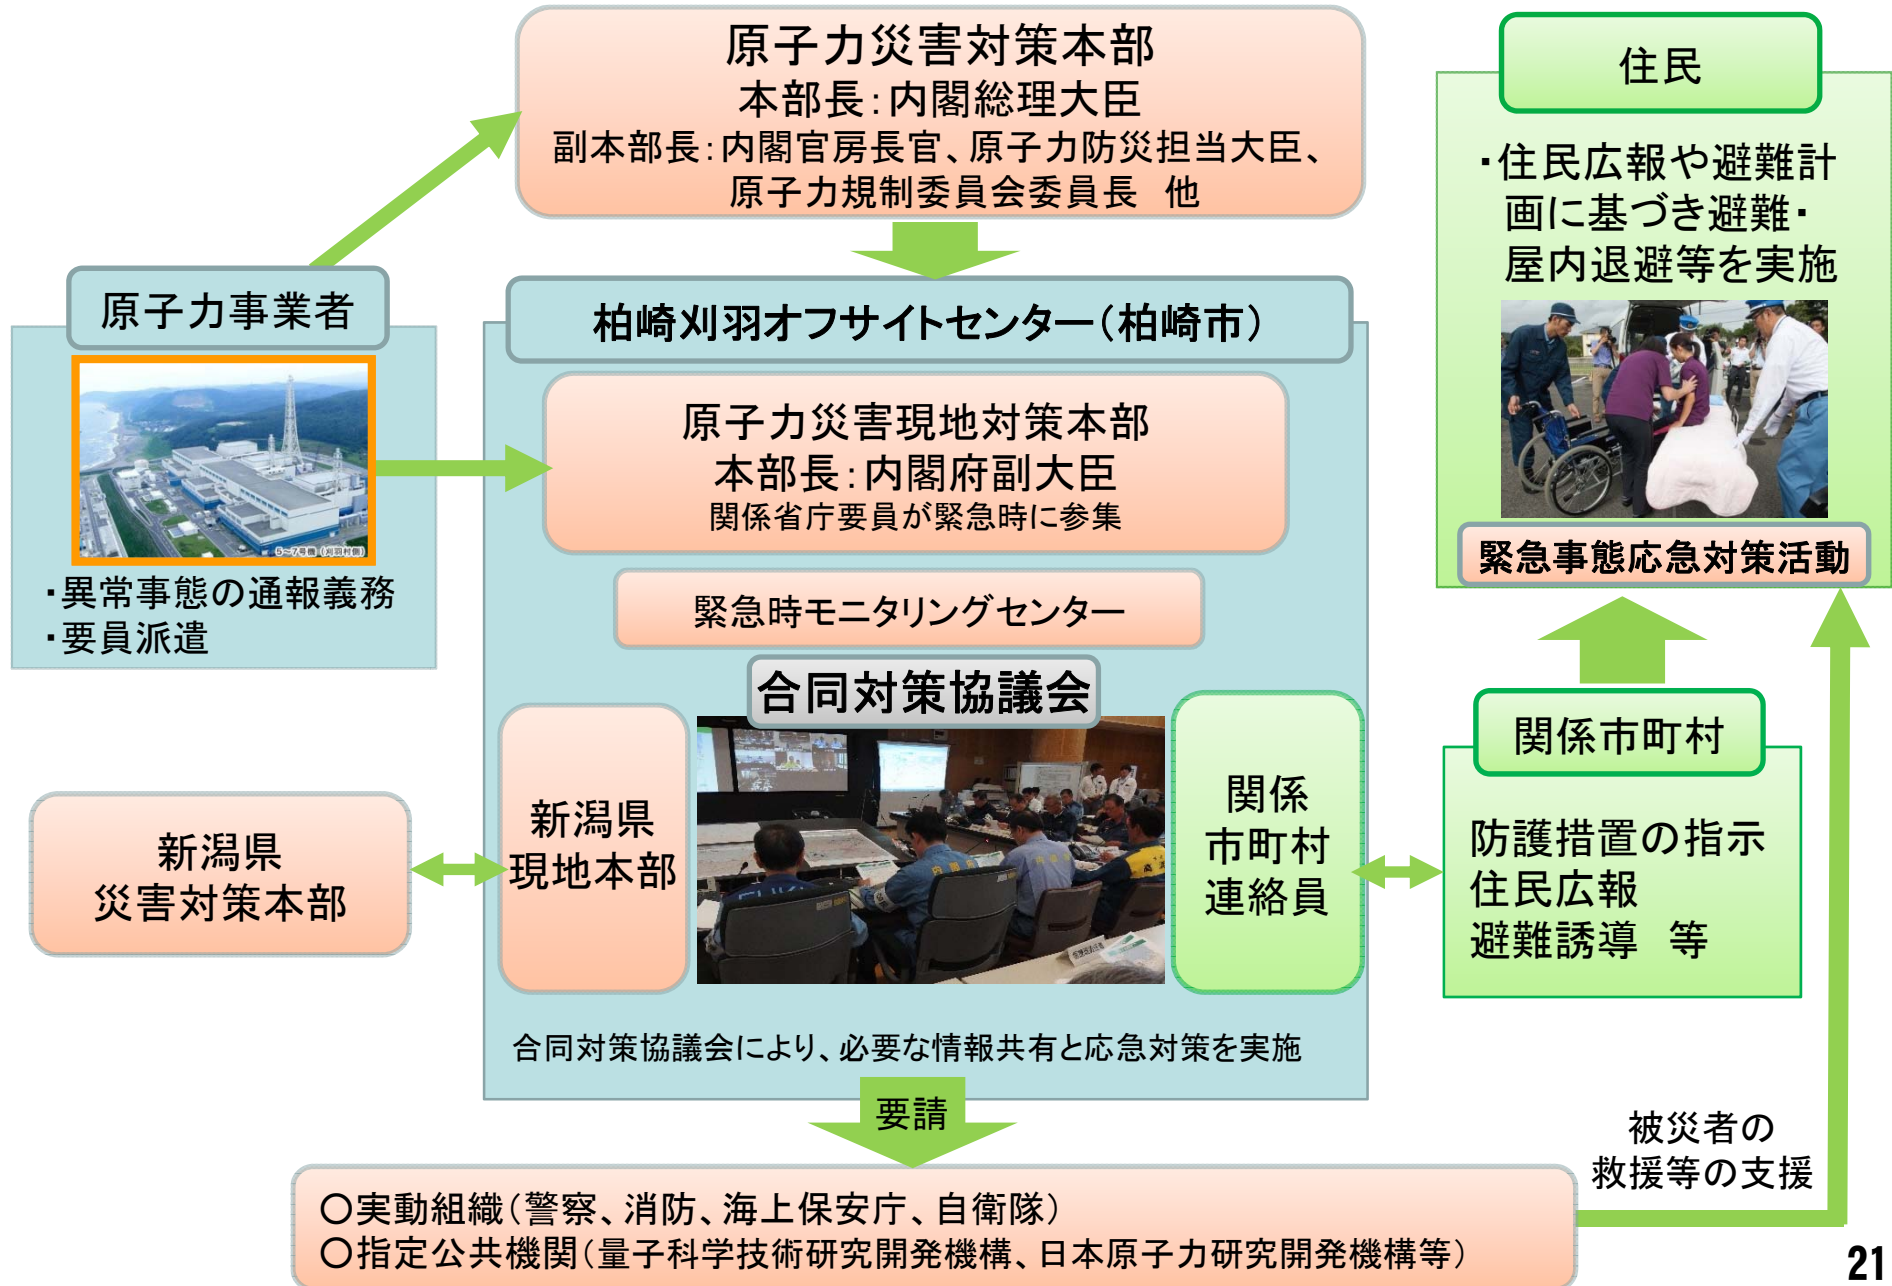 原子力災害対策本部
本部長：内閣総理大臣
副本部長：内閣官房長官、原子力防災担当大臣、
原子力規制委員会委員長　他
住民
・住民広報や避難計
画に基づき避難・
屋内退避等を実施
緊急事態応急対策活動
原子力事業者
5～7号機（刈羽村側）
・異常事態の通報義務
・要員派遣
柏崎刈羽オフサイトセンター（柏崎市）
原子力災害現地対策本部
本部長：内閣府副大臣
関係省庁要員が緊急時に参集
緊急時モニタリングセンター
合同対策協議会
新潟県
現地本部
関係
市町村
連絡員
合同対策協議会により、必要な情報共有と応急対策を実施
新潟県
災害対策本部
関係市町村
防護措置の指示
住民広報
避難誘導　等
要請
被災者の
救援等の支援
〇実動組織（警察、消防、海上保安庁、自衛隊）
〇指定公共機関（量子科学技術研究開発機構、日本原子力研究開発機構等）
21